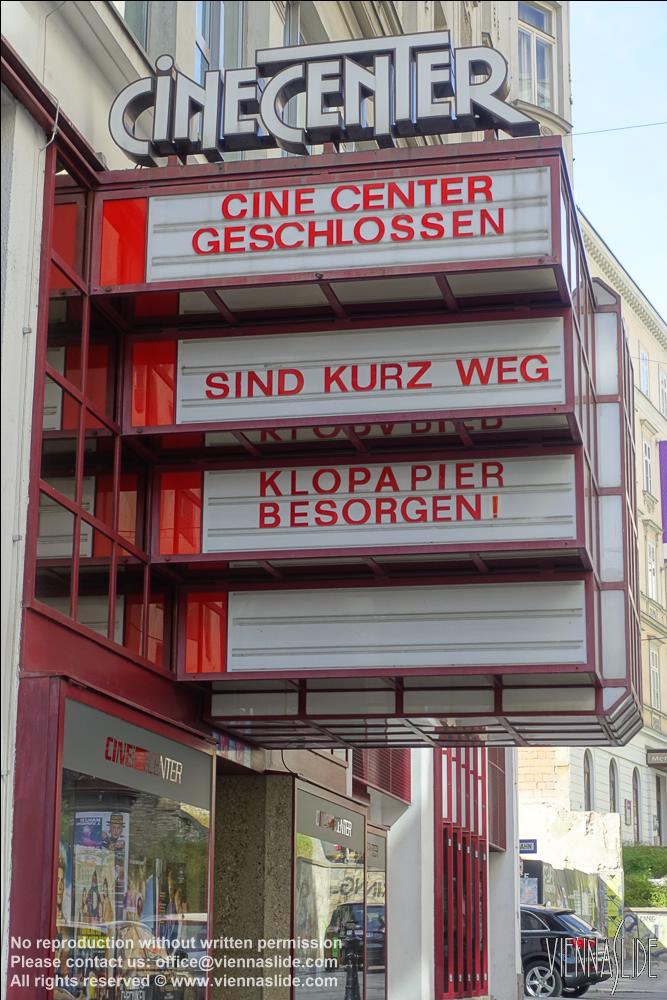 CINECENTER
CINE CENTER
GESCHLOSSEN
SIND KURZ WEG
KLOPAPIER
BESORGEN!
CINECENTER
No reproduction without written permission
Please contact us: office@viennaslide.com
All rights reserved © www.viennaslide.com
VIENNASLIDE